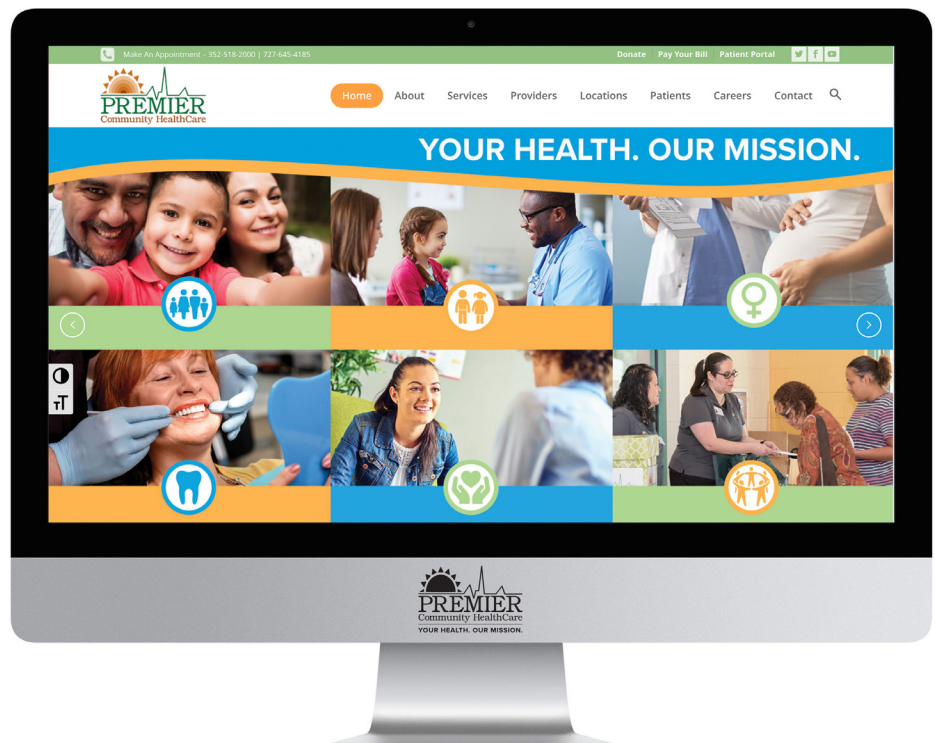 Make An Appointment – 352-518-2000 | 727-645-4185
Donate Pay Your Bill Patient Portal
PREMIER
Community HealthCare
Home About Services Providers Locations Patients Careers Contact
YOUR HEALTH. OUR MISSION.
TT
PREMIER
Community HealthCare
YOUR HEALTH. OUR MISSION.